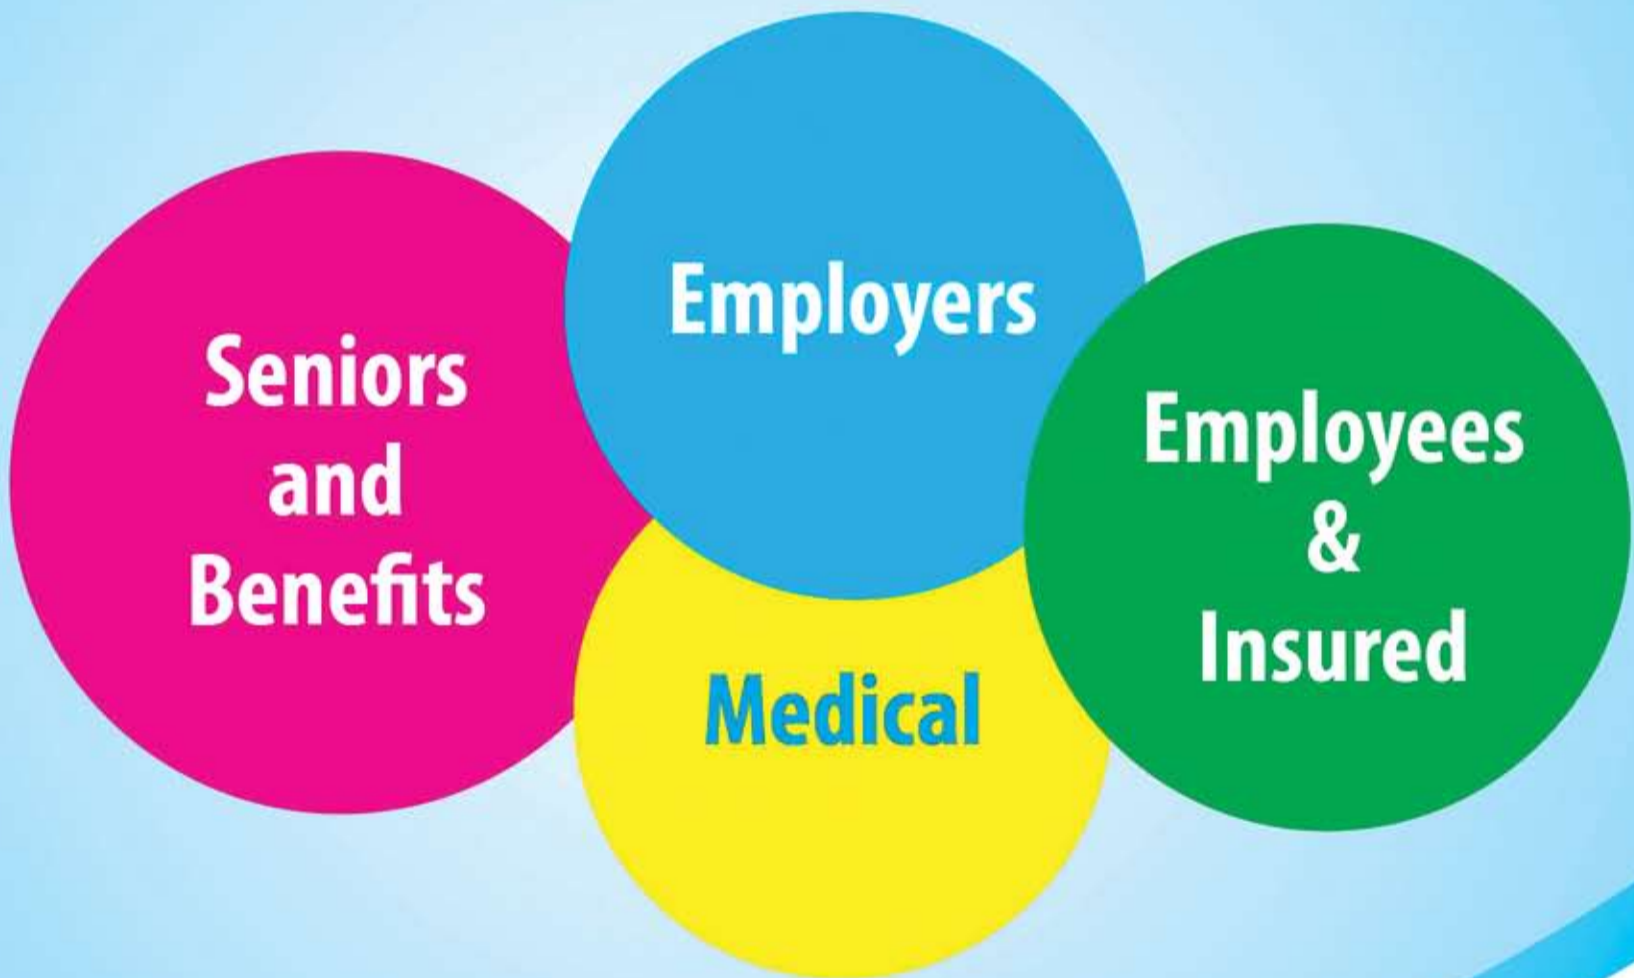 Employers
Seniors
and
Benefits
Employees
&
Insured
Medical